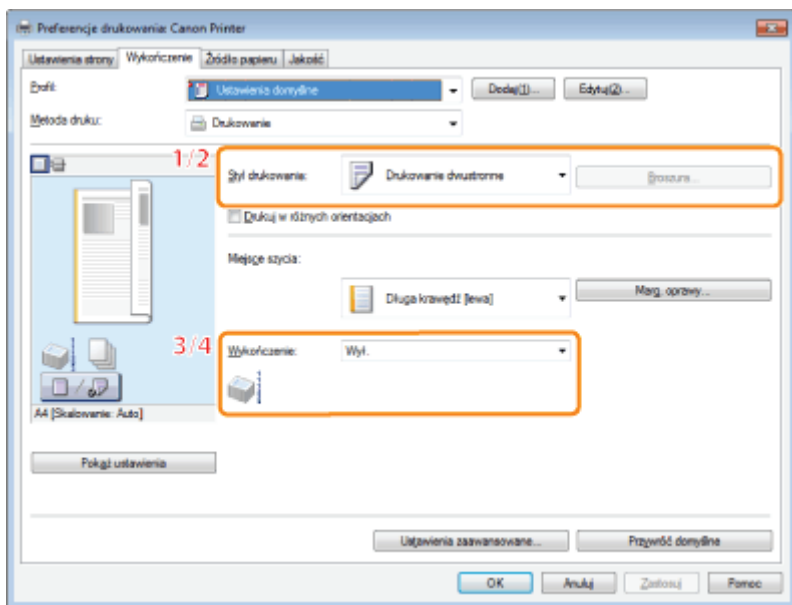 Preferencje drukowania: Canon Printer
Ustawienia strony Wykończenie Źródło papieru Jakość
Profil: Ustawienia domyślne Dodaj(1)... Edytuj(2)...
Metoda druku: Drukowanie
1/2 Styl drukowania: Drukowanie dwustronne Broszura...
Drukuj w różnych orientacjach
Miejsce szycia:
Długa krawędź [lewa] Marg. oprawy...
3/4 Wykończenie: Wył.
A4 [Skalowanie: Auto]
Pokaż ustawienia
Ustawienia zaawansowane... Przywróć domyślne
OK Anuluj Zastosuj Pomoc